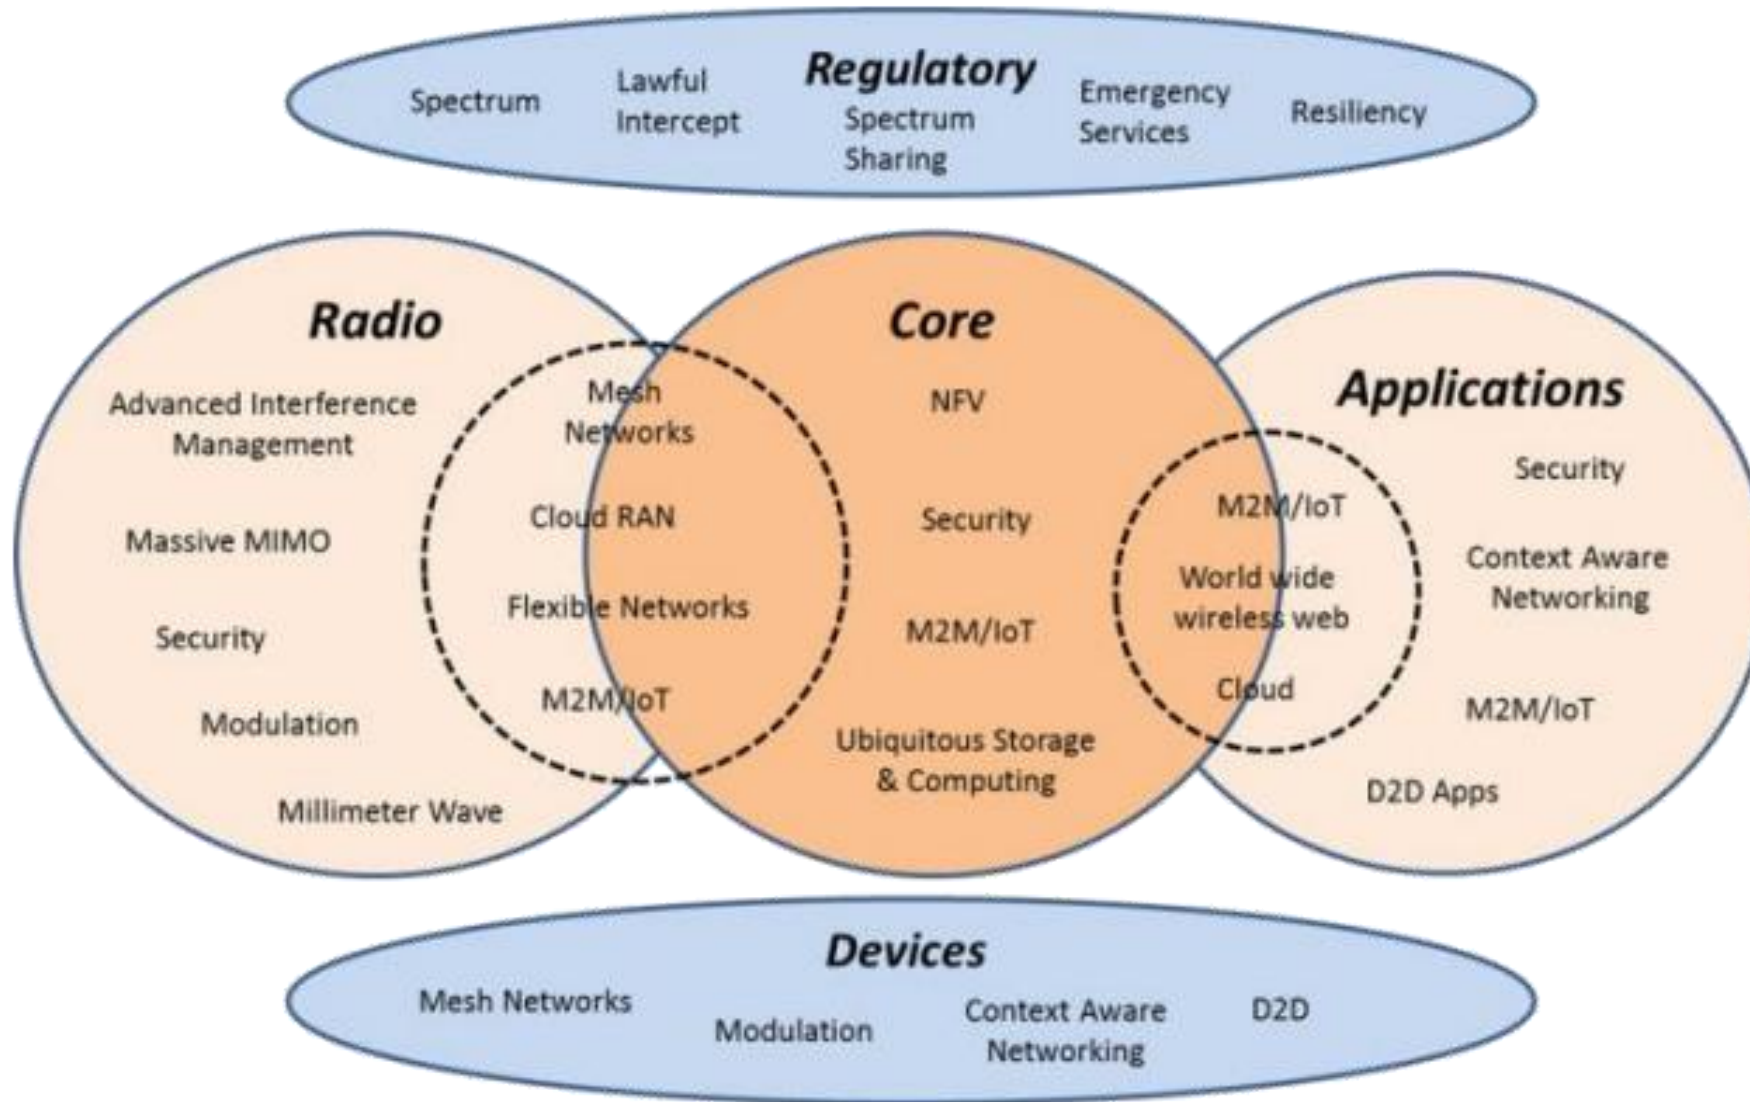 Regulatory
Spectrum
Lawful
Intercept
Spectrum
Sharing
Emergency
Services
Resiliency
Radio
Advanced Interference
Management
Massive MIMO
Security
Modulation
Millimeter Wave
Mesh
Networks
Cloud RAN
Flexible Networks
M2M/IoT
Core
NFV
Security
M2M/IoT
Ubiquitous Storage
& Computing
M2M/IoT
World wide
wireless web
Cloud
Applications
Security
Context Aware
Networking
M2M/IoT
D2D Apps
Devices
Mesh Networks
Modulation
Context Aware
Networking
D2D